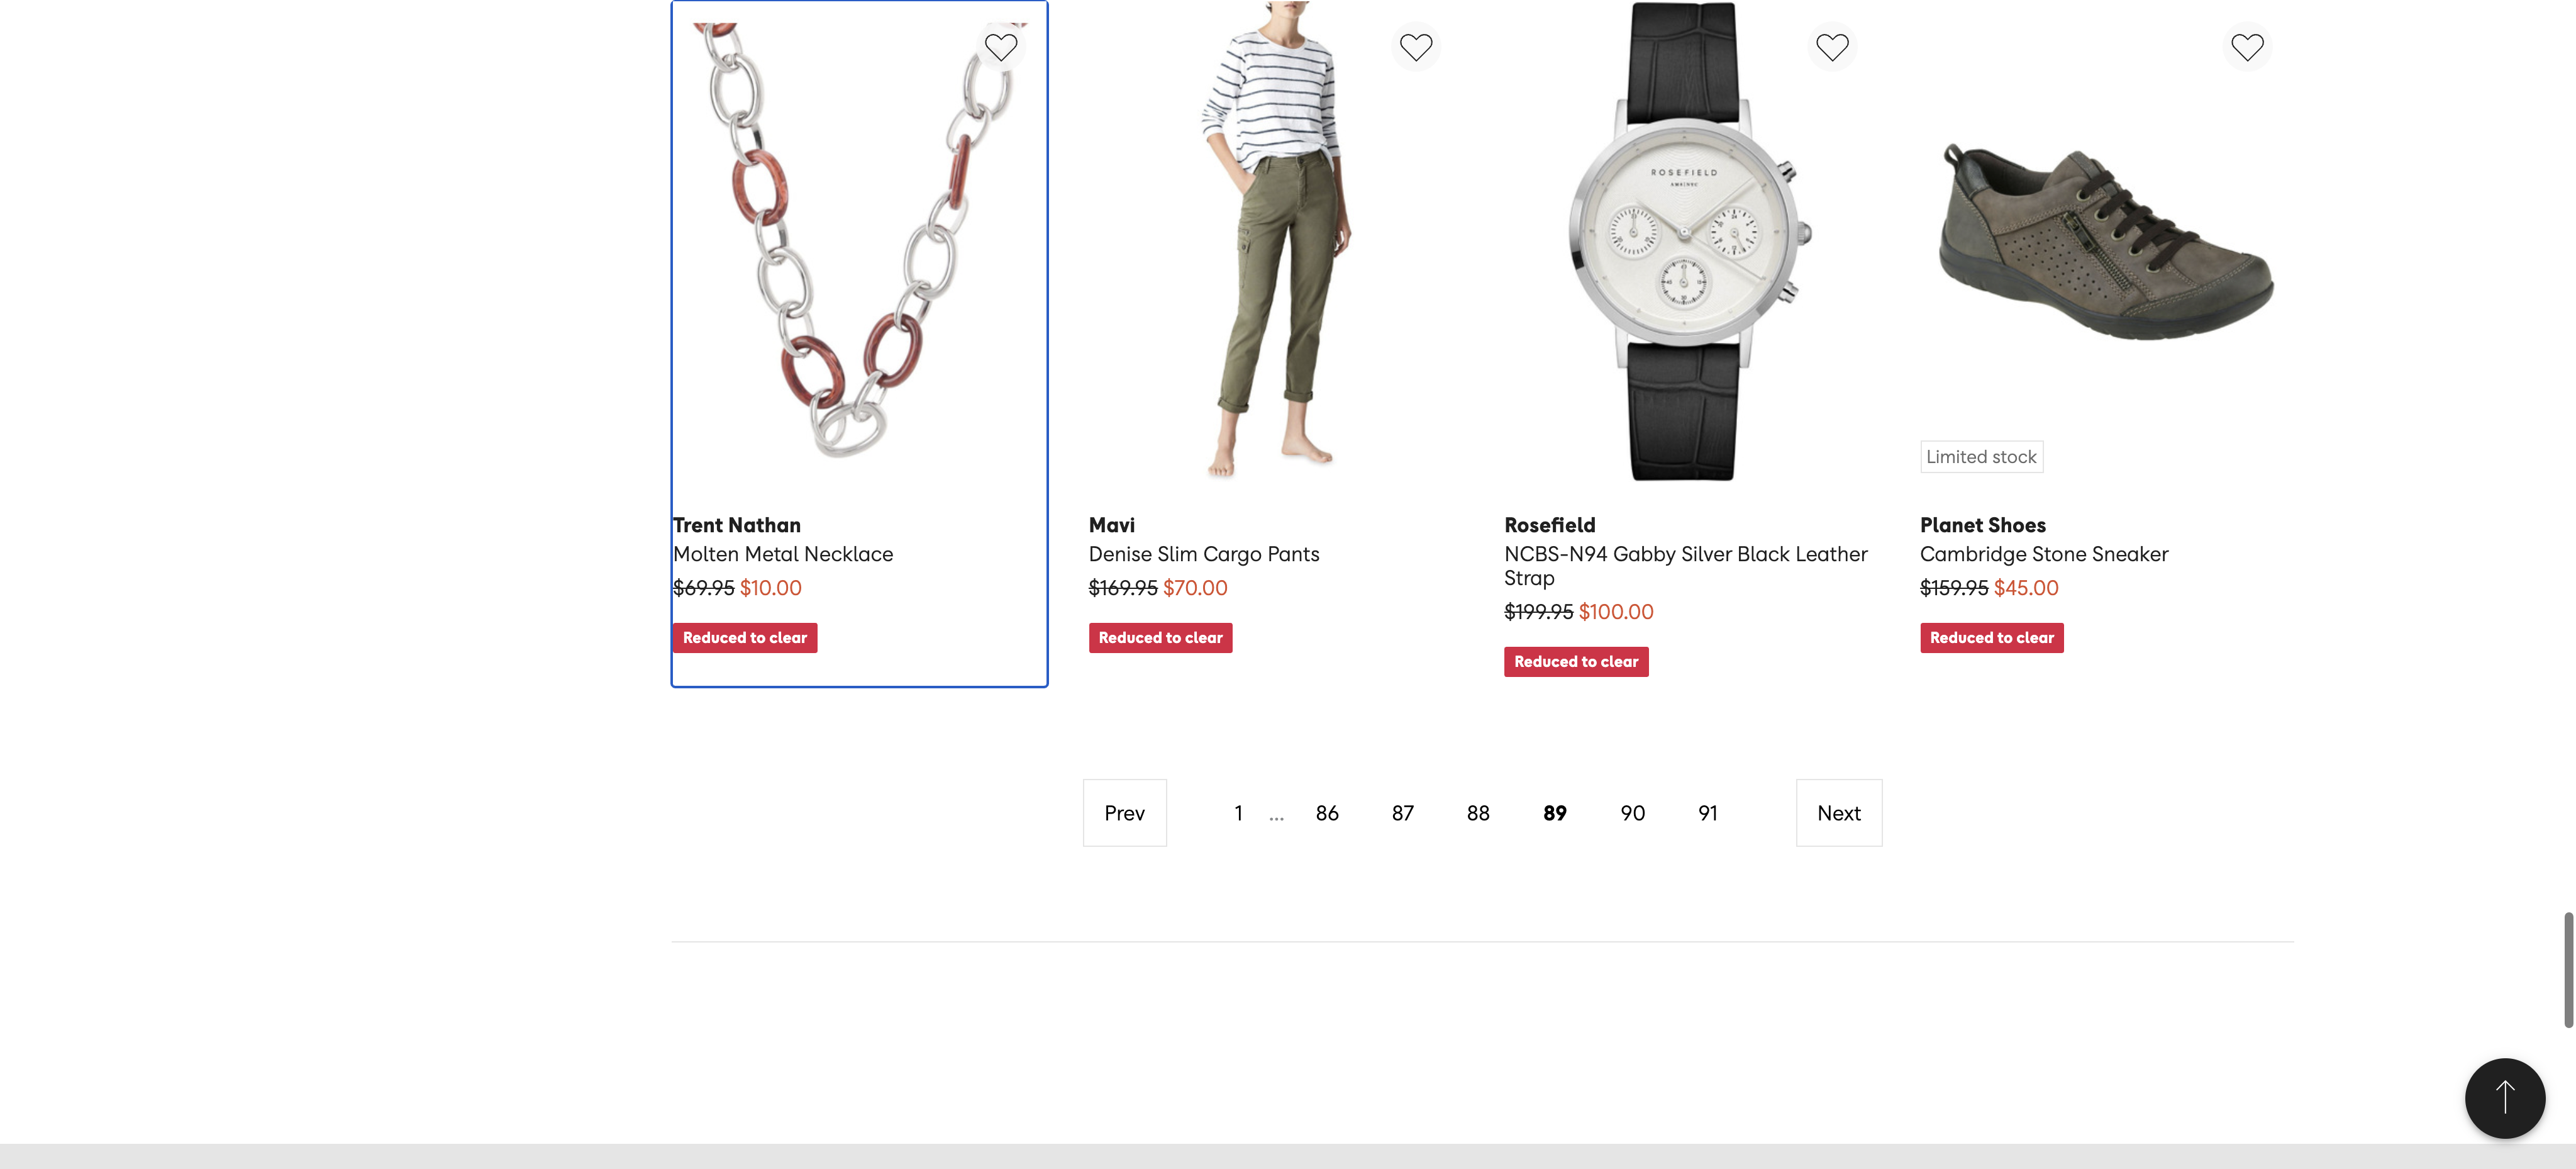 ROSEFIELD
Limited stock
Trent Nathan
Molten Metal Necklace
$69.95 $10.00
Reduced to clear
Mavi
Denise Slim Cargo Pants
$169.95 $70.00
Reduced to clear
Rosefield
NCBS-N94 Gabby Silver Black Leather
Strap
$199.95 $100.00
Reduced to clear
Planet Shoes
Cambridge Stone Sneaker
$159.95 $45.00
Reduced to clear
Prev 1 ... 86 87 88 89 90 91 Next